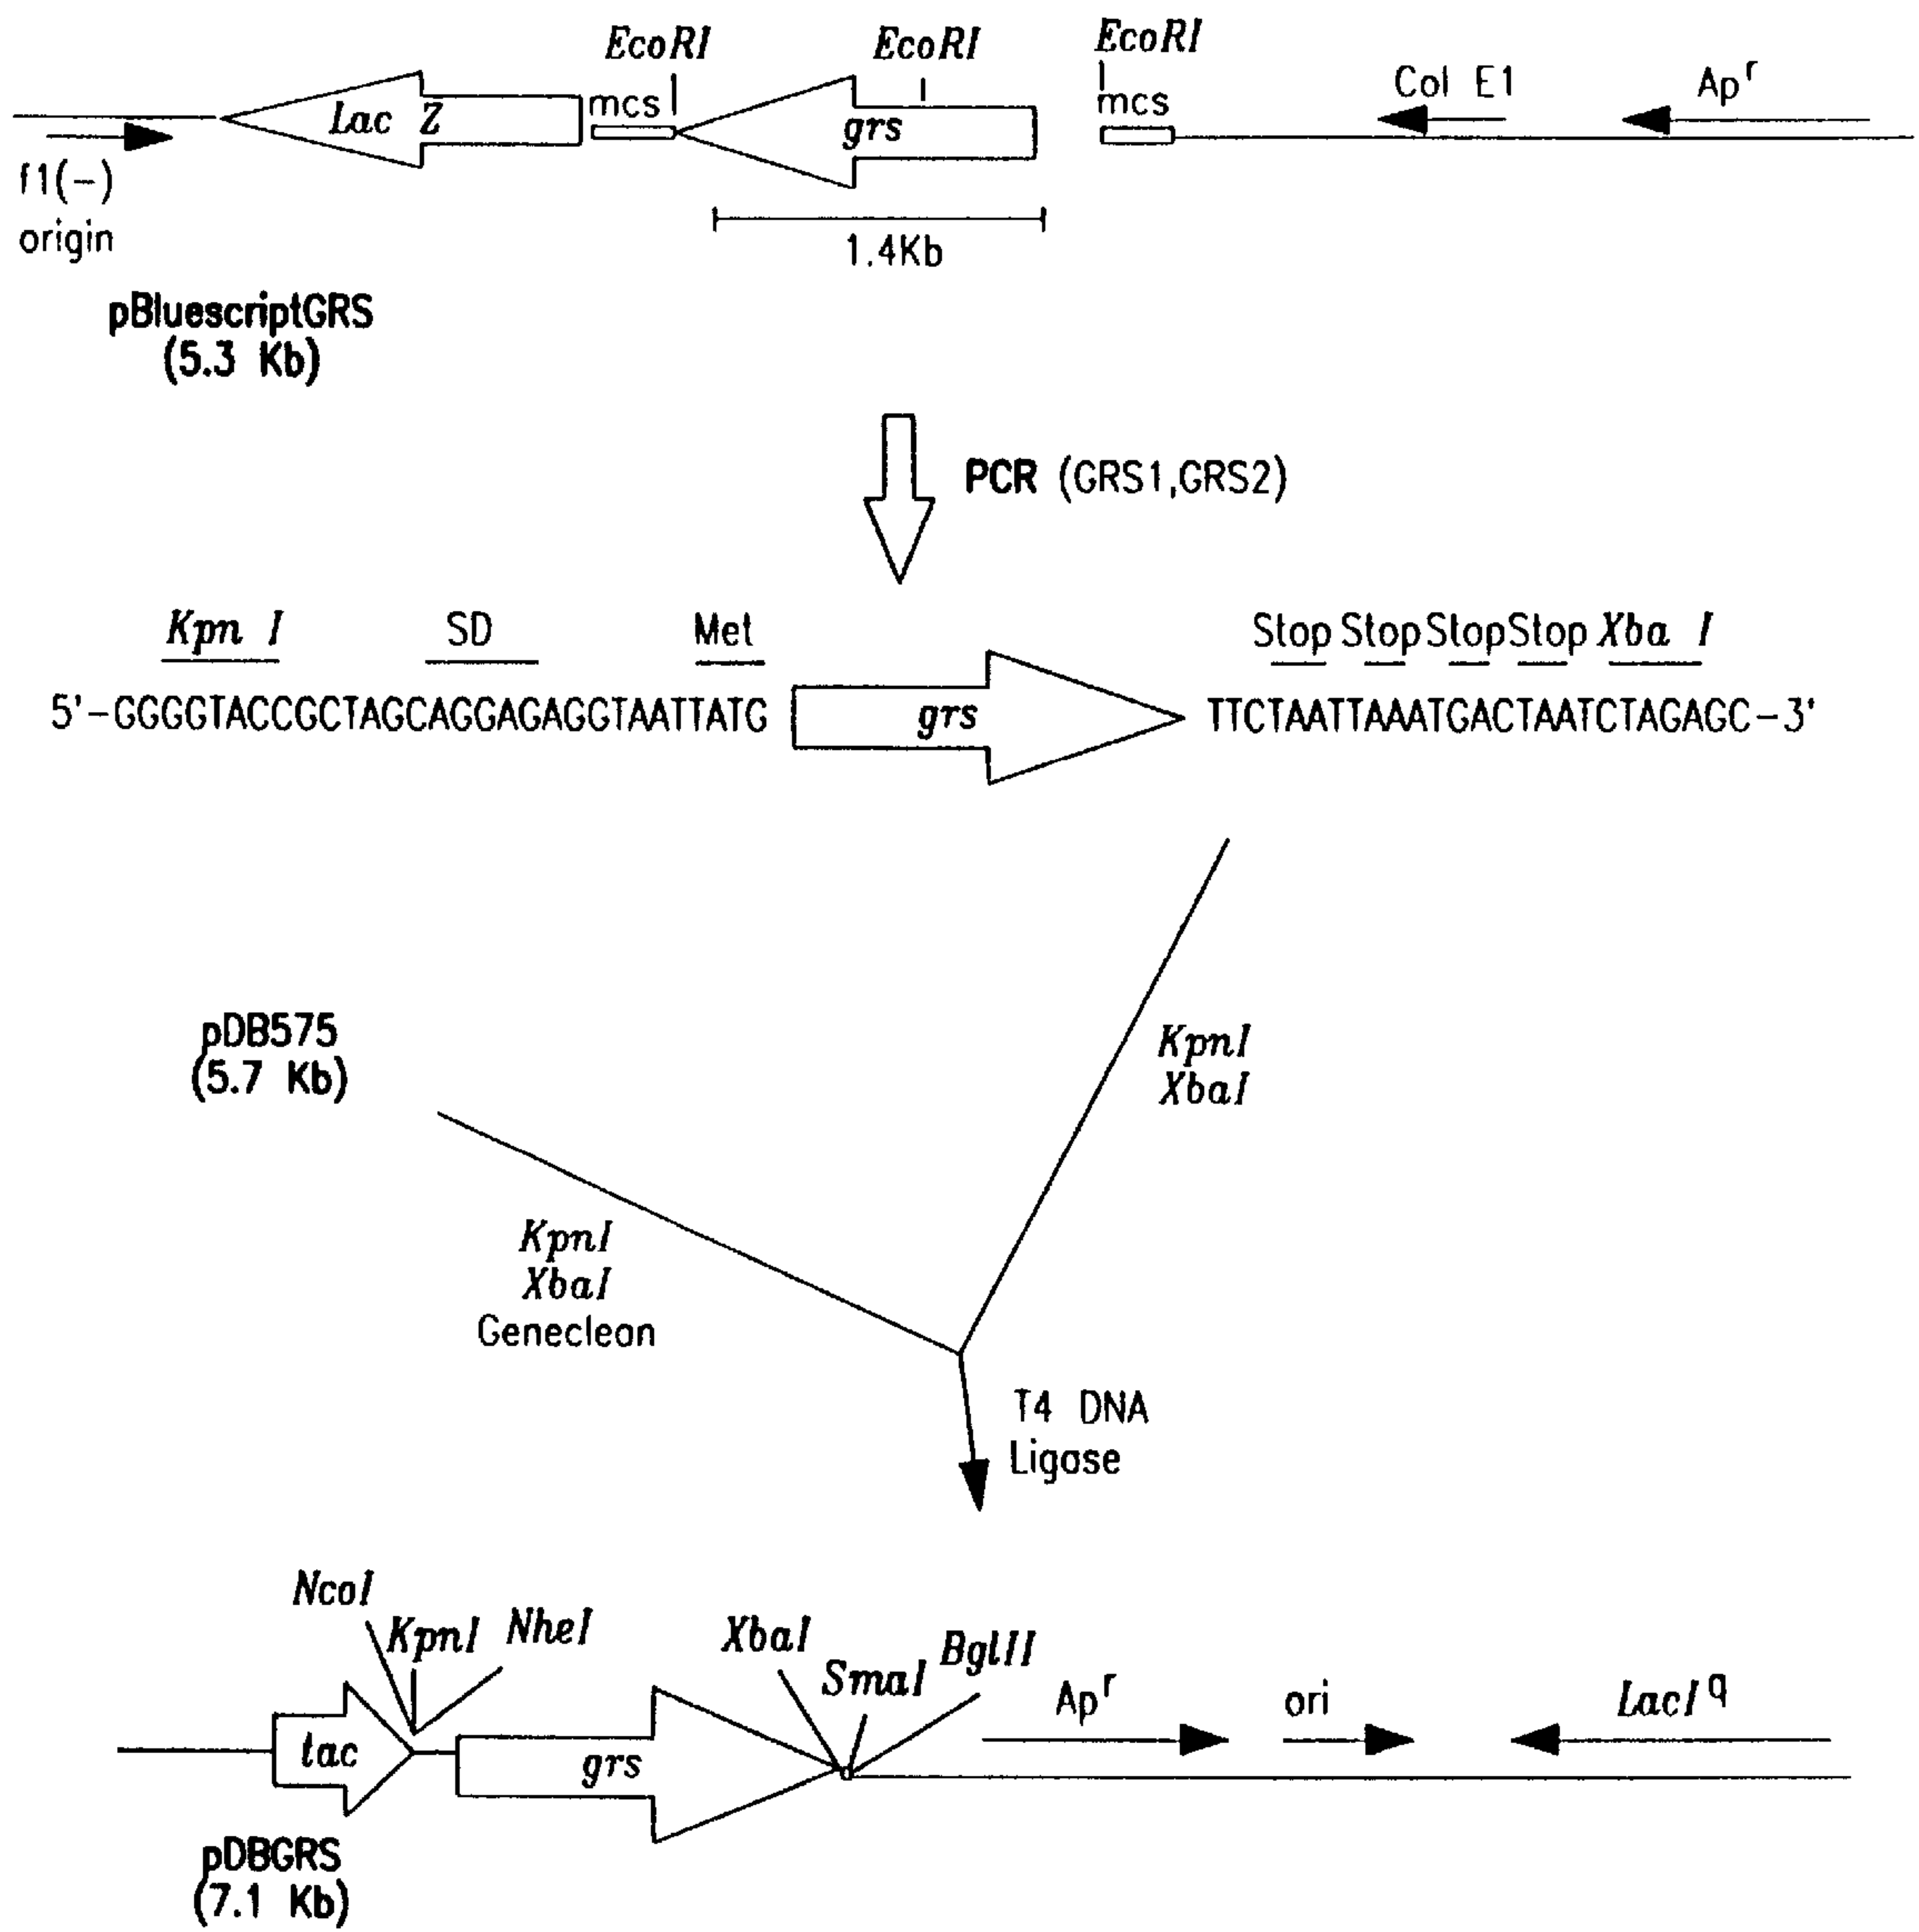 EcoRI EcoRI EcoRI
Lac Z mcs grs mcs Col E1 Apʳ
f1(-)
origin
1.4Kb
pBluescriptGRS
(5.3 Kb)
PCR (GRS1,GRS2)
Kpn I SD Met Stop Stop Stop Stop Xba I
5'-GGGGTACCGCTAGCAGGAGAGGTAATTATG grs TTCTAATTAAATGACTAATCTAGAGC-3'
pDB575
(5.7 Kb)
KpnI
XbaI
KpnI
XbaI
Geneclean
T4 DNA
Ligase
NcoI KpnI NheI XbaI SmaI BglII
tac grs Apʳ ori LacI q
pDBGRS
(7.1 Kb)